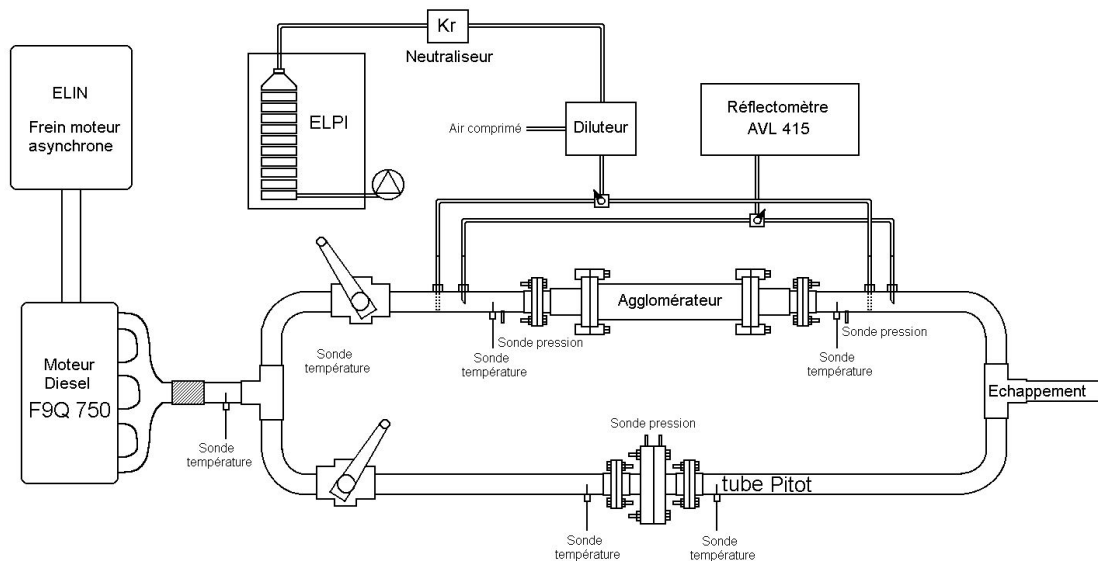 Kr
Neutraliseur
ELIN
Frein moteur
asynchrone
ELPI
Air comprimé
Diluteur
Réflectomètre
AVL 415
Agglomérateur
Sonde pression
Sonde pression
Sonde
température
Sonde
température
Sonde
température
Moteur
Diesel
F9Q 750
Echappement
Sonde
température
Sonde pression
tube Pitot
Sonde
température
Sonde
température